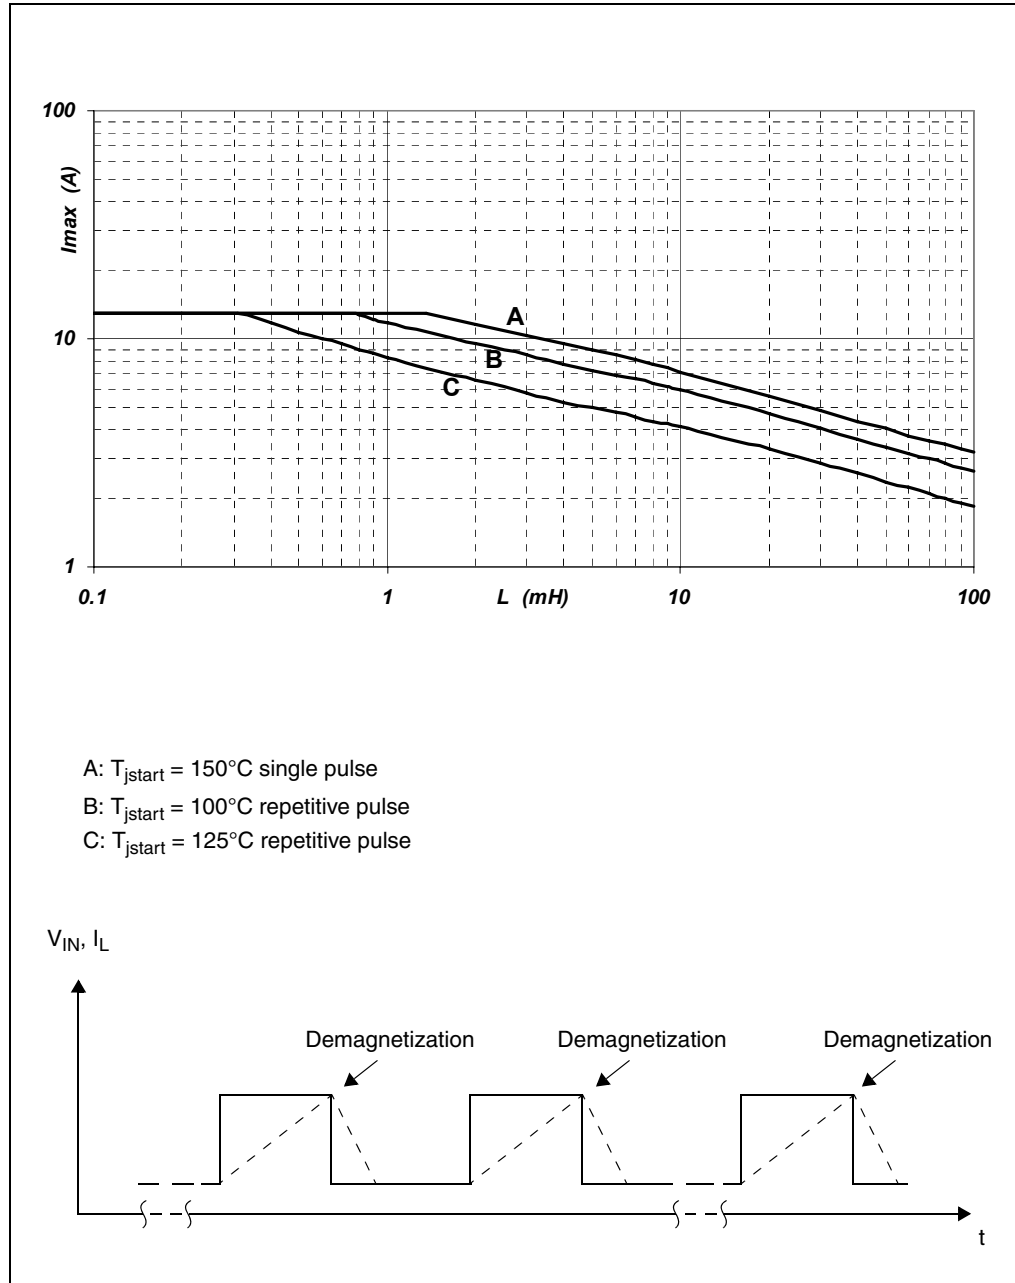 100
Imax (A)
A
10
B
C
1
0.1 1 L (mH) 10 100
A: Tjstart = 150°C single pulse
B: Tjstart = 100°C repetitive pulse
C: Tjstart = 125°C repetitive pulse
VIN, IL
Demagnetization Demagnetization Demagnetization
t